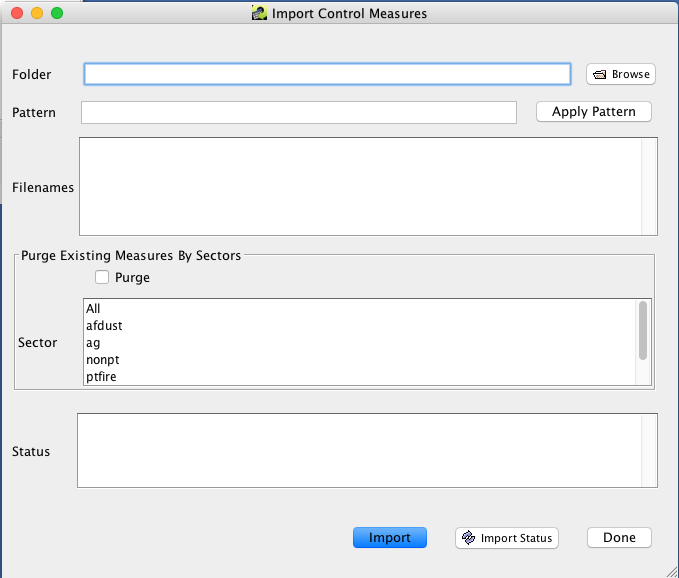 Import Control Measures
Folder
Browse
Pattern
Apply Pattern
Filenames
Purge Existing Measures By Sectors
Purge
Sector
All
afdust
ag
nonpt
ptfire
Status
Import
Import Status
Done